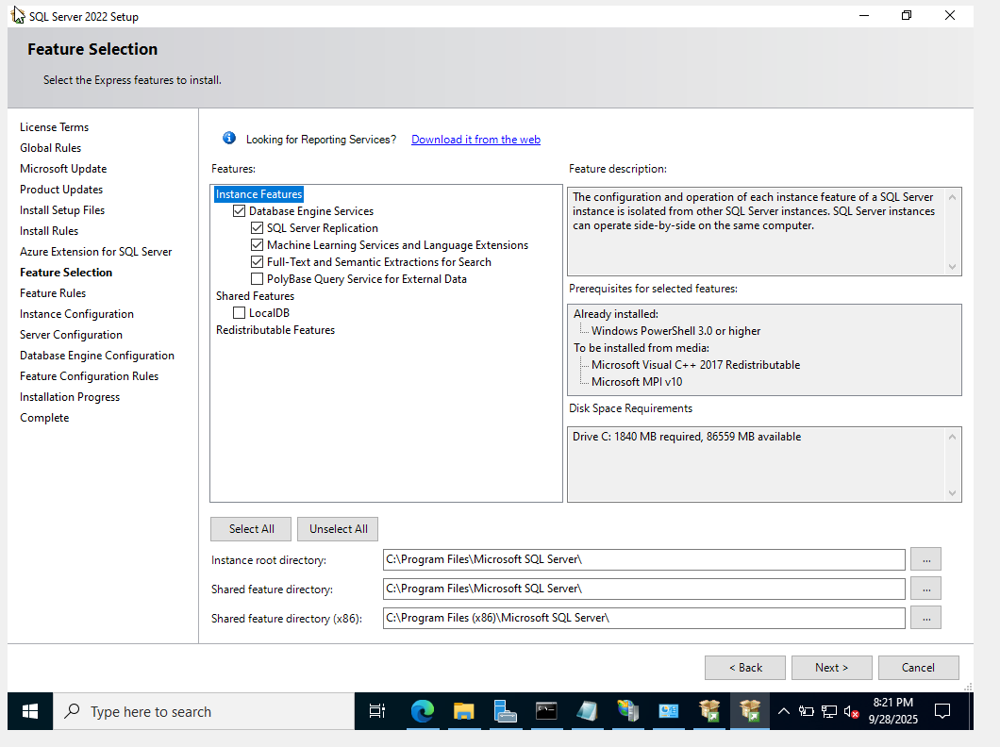 SQL Server 2022 Setup
Feature Selection
Select the Express features to install.
License Terms
Global Rules
Microsoft Update
Product Updates
Install Setup Files
Install Rules
Azure Extension for SQL Server
Feature Selection
Feature Rules
Instance Configuration
Server Configuration
Database Engine Configuration
Feature Configuration Rules
Installation Progress
Complete
Looking for Reporting Services? Download it from the web
Features:
Instance Features
Database Engine Services
SQL Server Replication
Machine Learning Services and Language Extensions
Full-Text and Semantic Extractions for Search
PolyBase Query Service for External Data
Shared Features
LocalDB
Redistributable Features
Feature description:
The configuration and operation of each instance feature of a SQL Server
instance is isolated from other SQL Server instances. SQL Server instances
can operate side-by-side on the same computer.
Prerequisites for selected features:
Already installed:
Windows PowerShell 3.0 or higher
To be installed from media:
Microsoft Visual C++ 2017 Redistributable
Microsoft MPI v10
Disk Space Requirements
Drive C: 1840 MB required, 86559 MB available
Select All
Unselect All
Instance root directory: C:\Program Files\Microsoft SQL Server\ ...
Shared feature directory: C:\Program Files\Microsoft SQL Server\ ...
Shared feature directory (x86): C:\Program Files (x86)\Microsoft SQL Server\ ...
< Back
Next >
Cancel
Type here to search
8:21 PM
9/28/2025